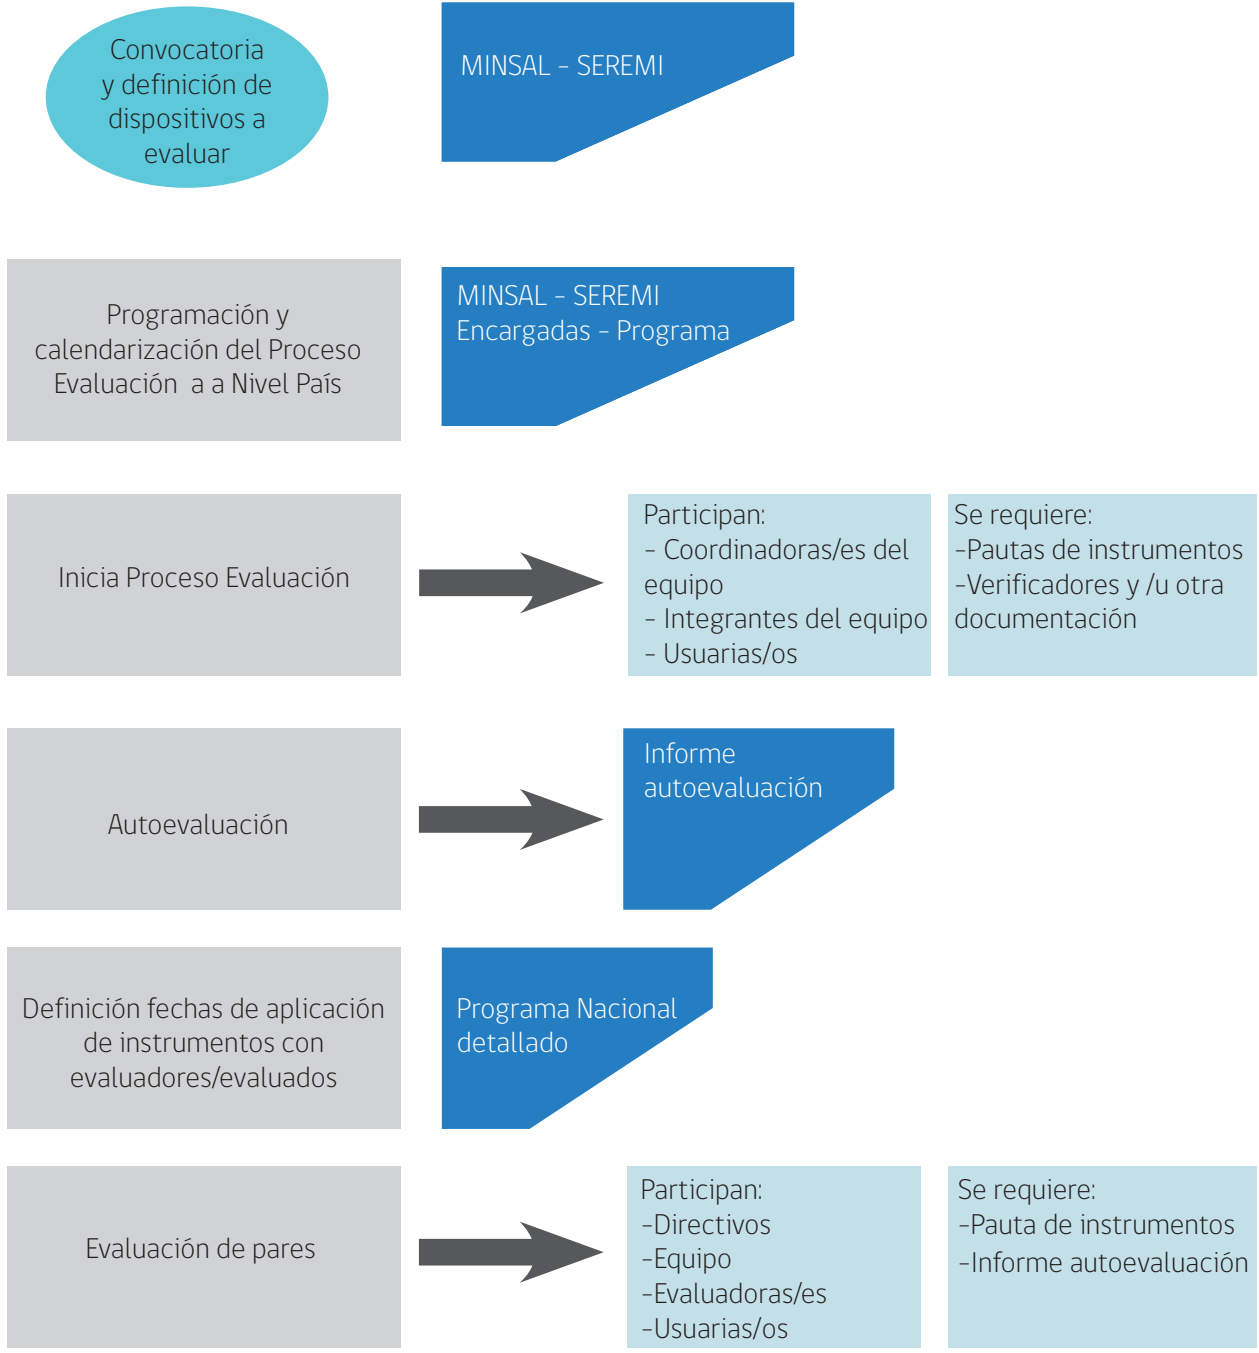 Convocatoria
y definición de
dispositivos a
evaluar
MINSAL - SEREMI
Programación y
calendarización del Proceso
Evaluación a a Nivel País
MINSAL - SEREMI
Encargadas - Programa
Inicia Proceso Evaluación
Participan:
- Coordinadoras/es del
equipo
- Integrantes del equipo
- Usuarias/os
Se requiere:
-Pautas de instrumentos
-Verificadores y /u otra
documentación
Autoevaluación
Informe
autoevaluación
Definición fechas de aplicación
de instrumentos con
evaluadores/evaluados
Programa Nacional
detallado
Evaluación de pares
Participan:
-Directivos
-Equipo
-Evaluadoras/es
-Usuarias/os
Se requiere:
-Pauta de instrumentos
-Informe autoevaluación